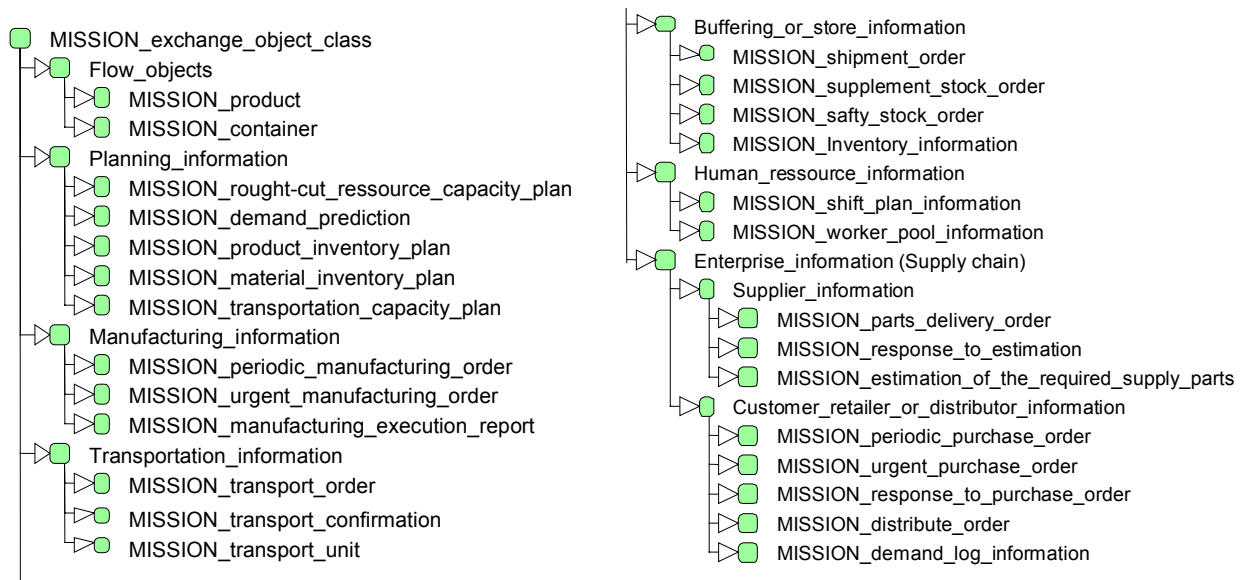 MISSION_exchange_object_class
Flow_objects
MISSION_product
MISSION_container
Planning_information
MISSION_rought-cut_ressource_capacity_plan
MISSION_demand_prediction
MISSION_product_inventory_plan
MISSION_material_inventory_plan
MISSION_transportation_capacity_plan
Manufacturing_information
MISSION_periodic_manufacturing_order
MISSION_urgent_manufacturing_order
MISSION_manufacturing_execution_report
Transportation_information
MISSION_transport_order
MISSION_transport_confirmation
MISSION_transport_unit
Buffering_or_store_information
MISSION_shipment_order
MISSION_supplement_stock_order
MISSION_safty_stock_order
MISSION_Inventory_information
Human_ressource_information
MISSION_shift_plan_information
MISSION_worker_pool_information
Enterprise_information (Supply chain)
Supplier_information
MISSION_parts_delivery_order
MISSION_response_to_estimation
MISSION_estimation_of_the_required_supply_parts
Customer_retailer_or_distributor_information
MISSION_periodic_purchase_order
MISSION_urgent_purchase_order
MISSION_response_to_purchase_order
MISSION_distribute_order
MISSION_demand_log_information